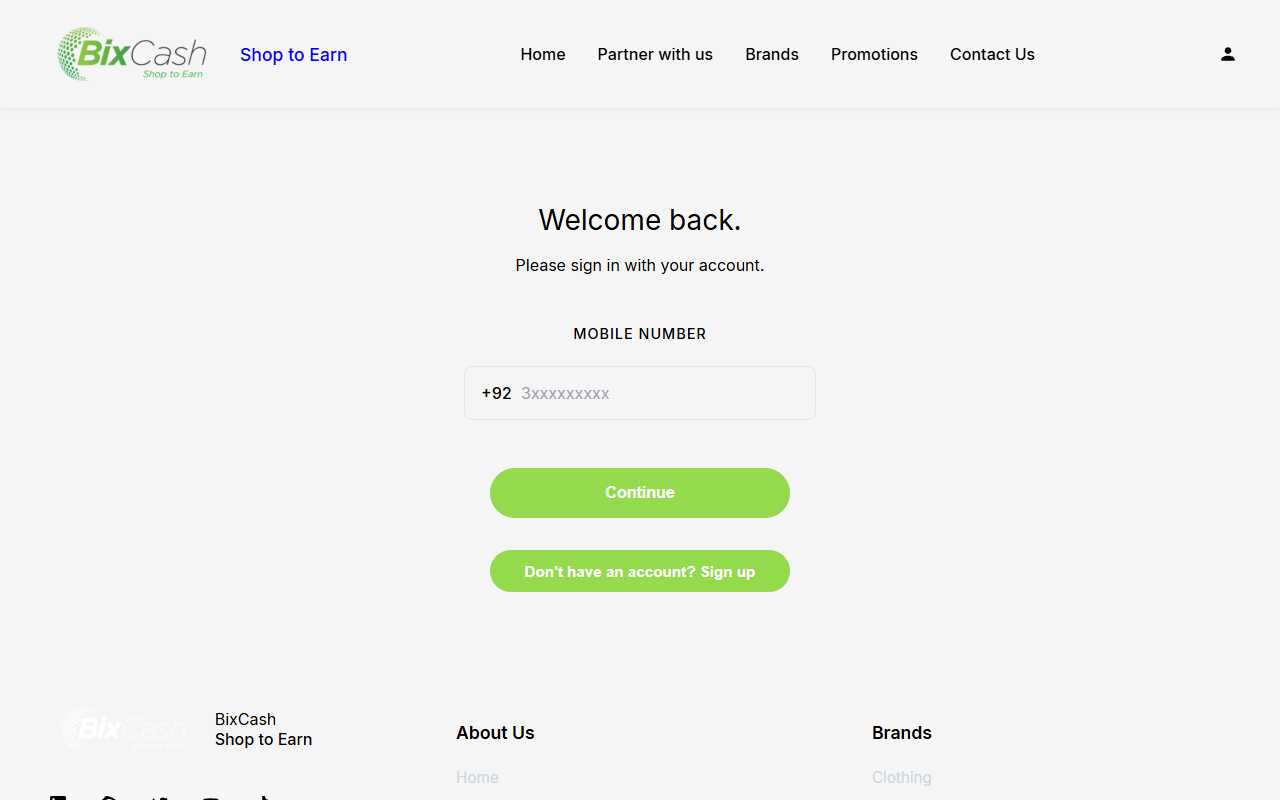 BixCash
Shop to Earn
Shop to Earn
Home
Partner with us
Brands
Promotions
Contact Us
Welcome back.
Please sign in with your account.
MOBILE NUMBER
+92 3xxxxxxxxx
Continue
Don't have an account? Sign up
BixCash
Shop to Earn
BixCash
Shop to Earn
About Us
Brands
Home
Clothing